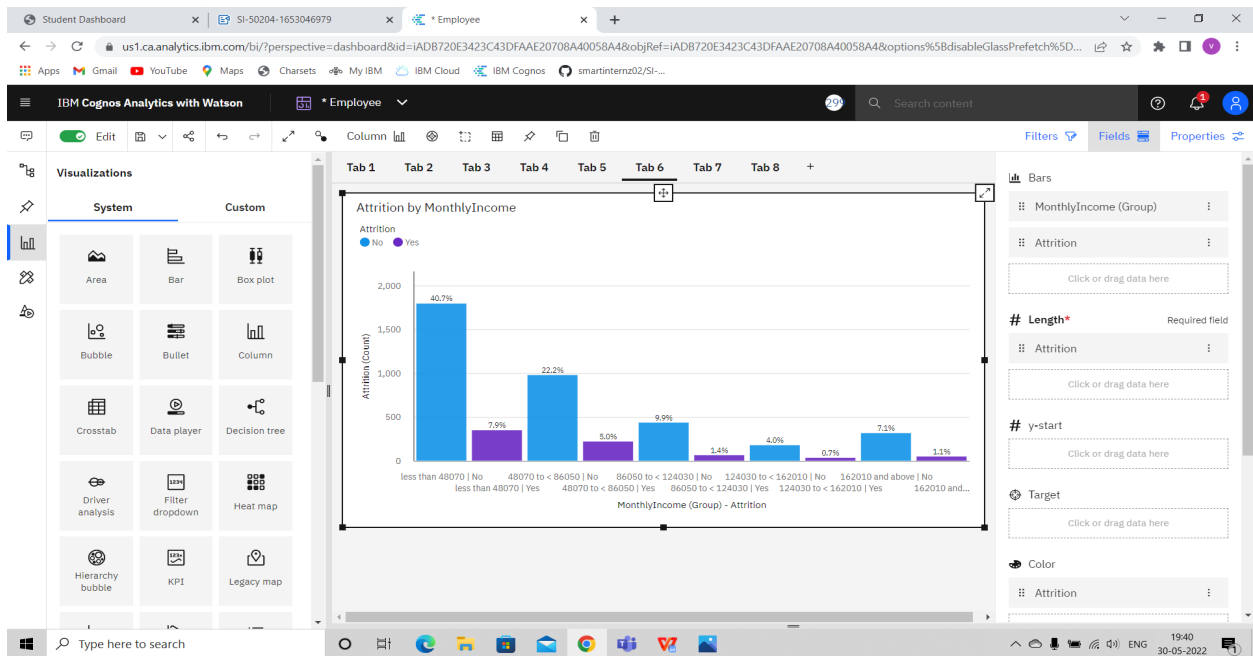 Student Dashboard
SI-50204-1653046979
* Employee
us1.ca.analytics.ibm.com/bi/?perspective=dashboard&id=iADB720E3423C43DFAAE20708A40058A4&objRef=iADB720E3423C43DFAAE20708A40058A4&options%5BdisableGlassPrefetch%5D...
V
Apps Gmail YouTube Maps Charsets My IBM IBM Cloud IBM Cognos smartinternz02/SI-...
IBM Cognos Analytics with Watson
* Employee
299
Search content
1
Edit
Column
Filters Fields Properties
Visualizations
System Custom
Area Bar Box plot
Bubble Bullet Column
Crosstab Data player Decision tree
Driver analysis Filter dropdown Heat map
Hierarchy bubble KPI Legacy map
Tab 1 Tab 2 Tab 3 Tab 4 Tab 5 Tab 6 Tab 7 Tab 8 +
Attrition by MonthlyIncome
Attrition
No Yes
Attrition (Count)
2,000
1,500
1,000
500
0
40.7% 7.9% 22.2% 5.0% 9.9% 1.4% 4.0% 0.7% 7.1% 1.1%
less than 48070 | No 48070 to < 86050 | No 86050 to < 124030 | No 124030 to < 162010 | No 162010 and above | No
less than 48070 | Yes 48070 to < 86050 | Yes 86050 to < 124030 | Yes 124030 to < 162010 | Yes 162010 and...
MonthlyIncome (Group) - Attrition
Bars
MonthlyIncome (Group)
Attrition
Click or drag data here
# Length* Required field
Attrition
Click or drag data here
# y-start
Click or drag data here
Target
Click or drag data here
Color
Attrition
Type here to search
ENG
19:40
30-05-2022
1